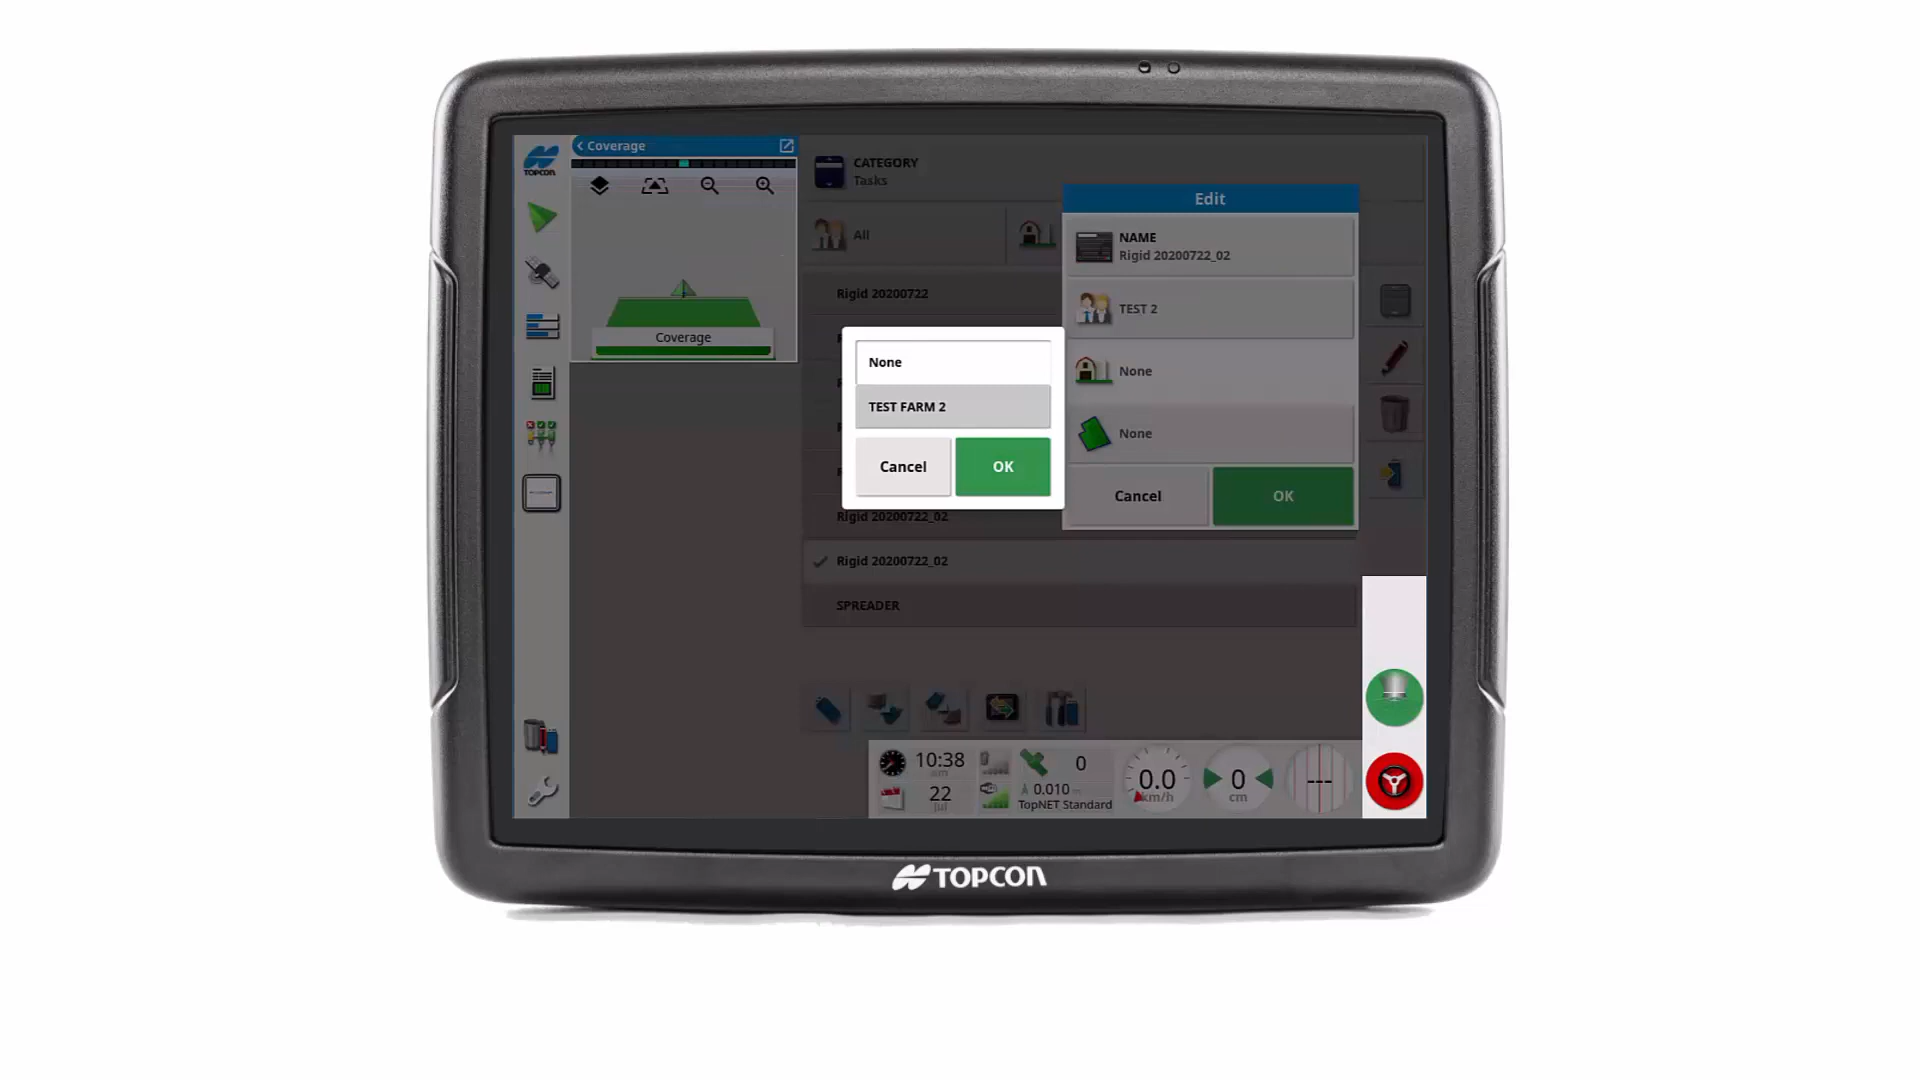 TOPCON
Coverage
Coverage
CATEGORY
Tasks
All
Rigid 20200722
Rigid 20200722_02
Rigid 20200722_02
SPREADER
None
TEST FARM 2
Cancel
OK
Edit
NAME
Rigid 20200722_02
TEST 2
None
None
Cancel
OK
10:38
am
22
Jul
0
0.010
TopNET Standard
0.0
km/h
0
cm
---
TOPCON